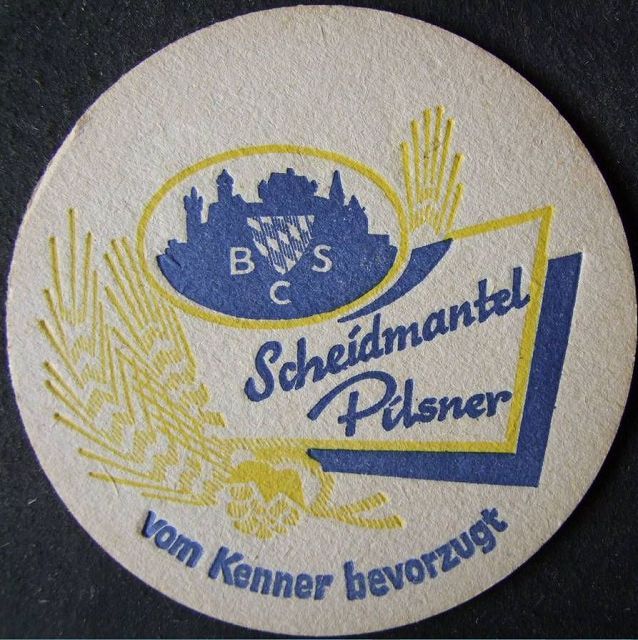 B S
C
Scheidmantel
Pilsner
vom Kenner bevorzugt